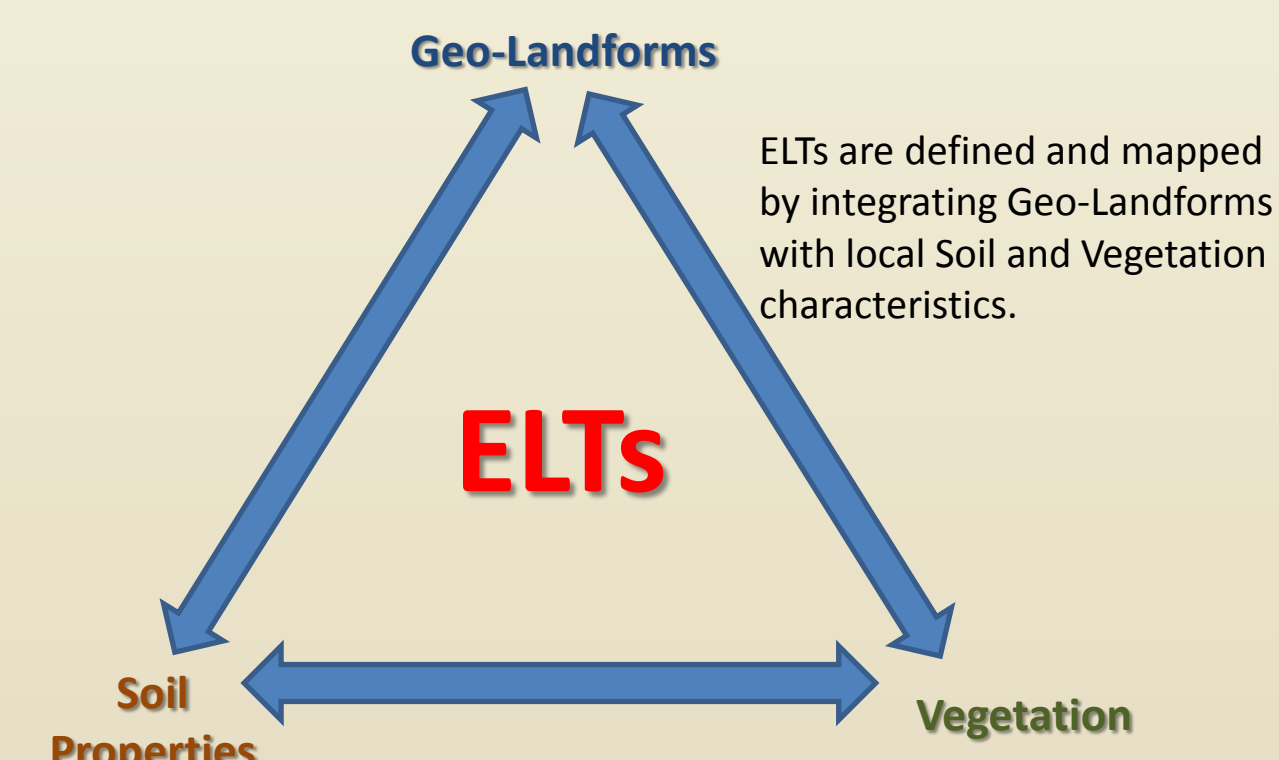 Geo-Landforms
ELTs are defined and mapped
by integrating Geo-Landforms
with local Soil and Vegetation
characteristics.
ELTs
Soil
Properties
Vegetation